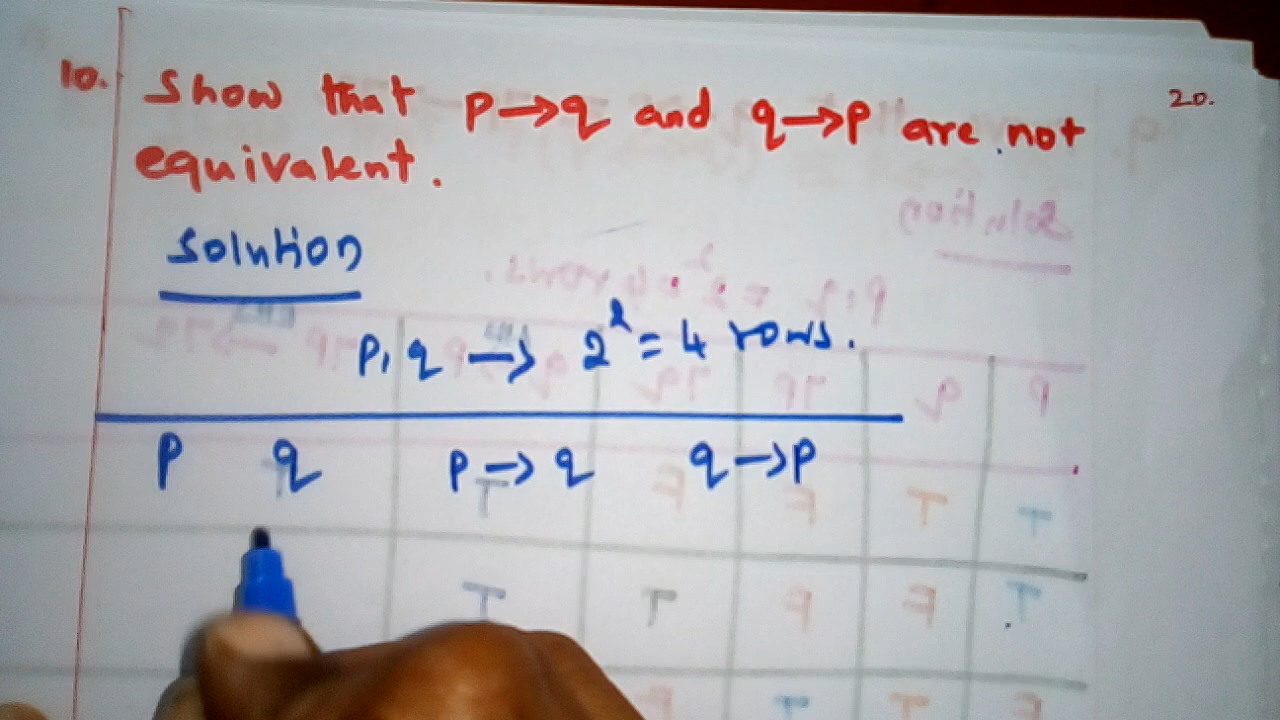 10. Show that P→q and q→P are not
20.
equivalent.
Solution
P, q → 2² = 4 rows.
P q P→q q→P